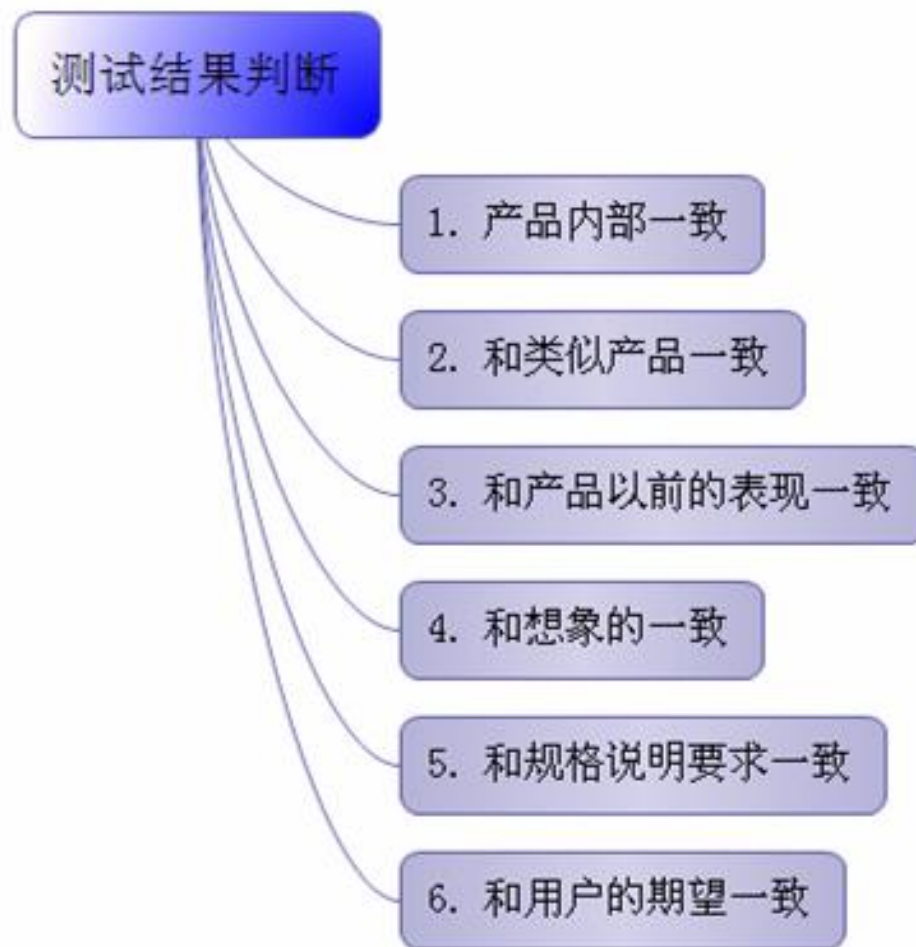 测试结果判断
1. 产品内部一致
2. 和类似产品一致
3. 和产品以前的表现一致
4. 和想象的一致
5. 和规格说明要求一致
6. 和用户的期望一致